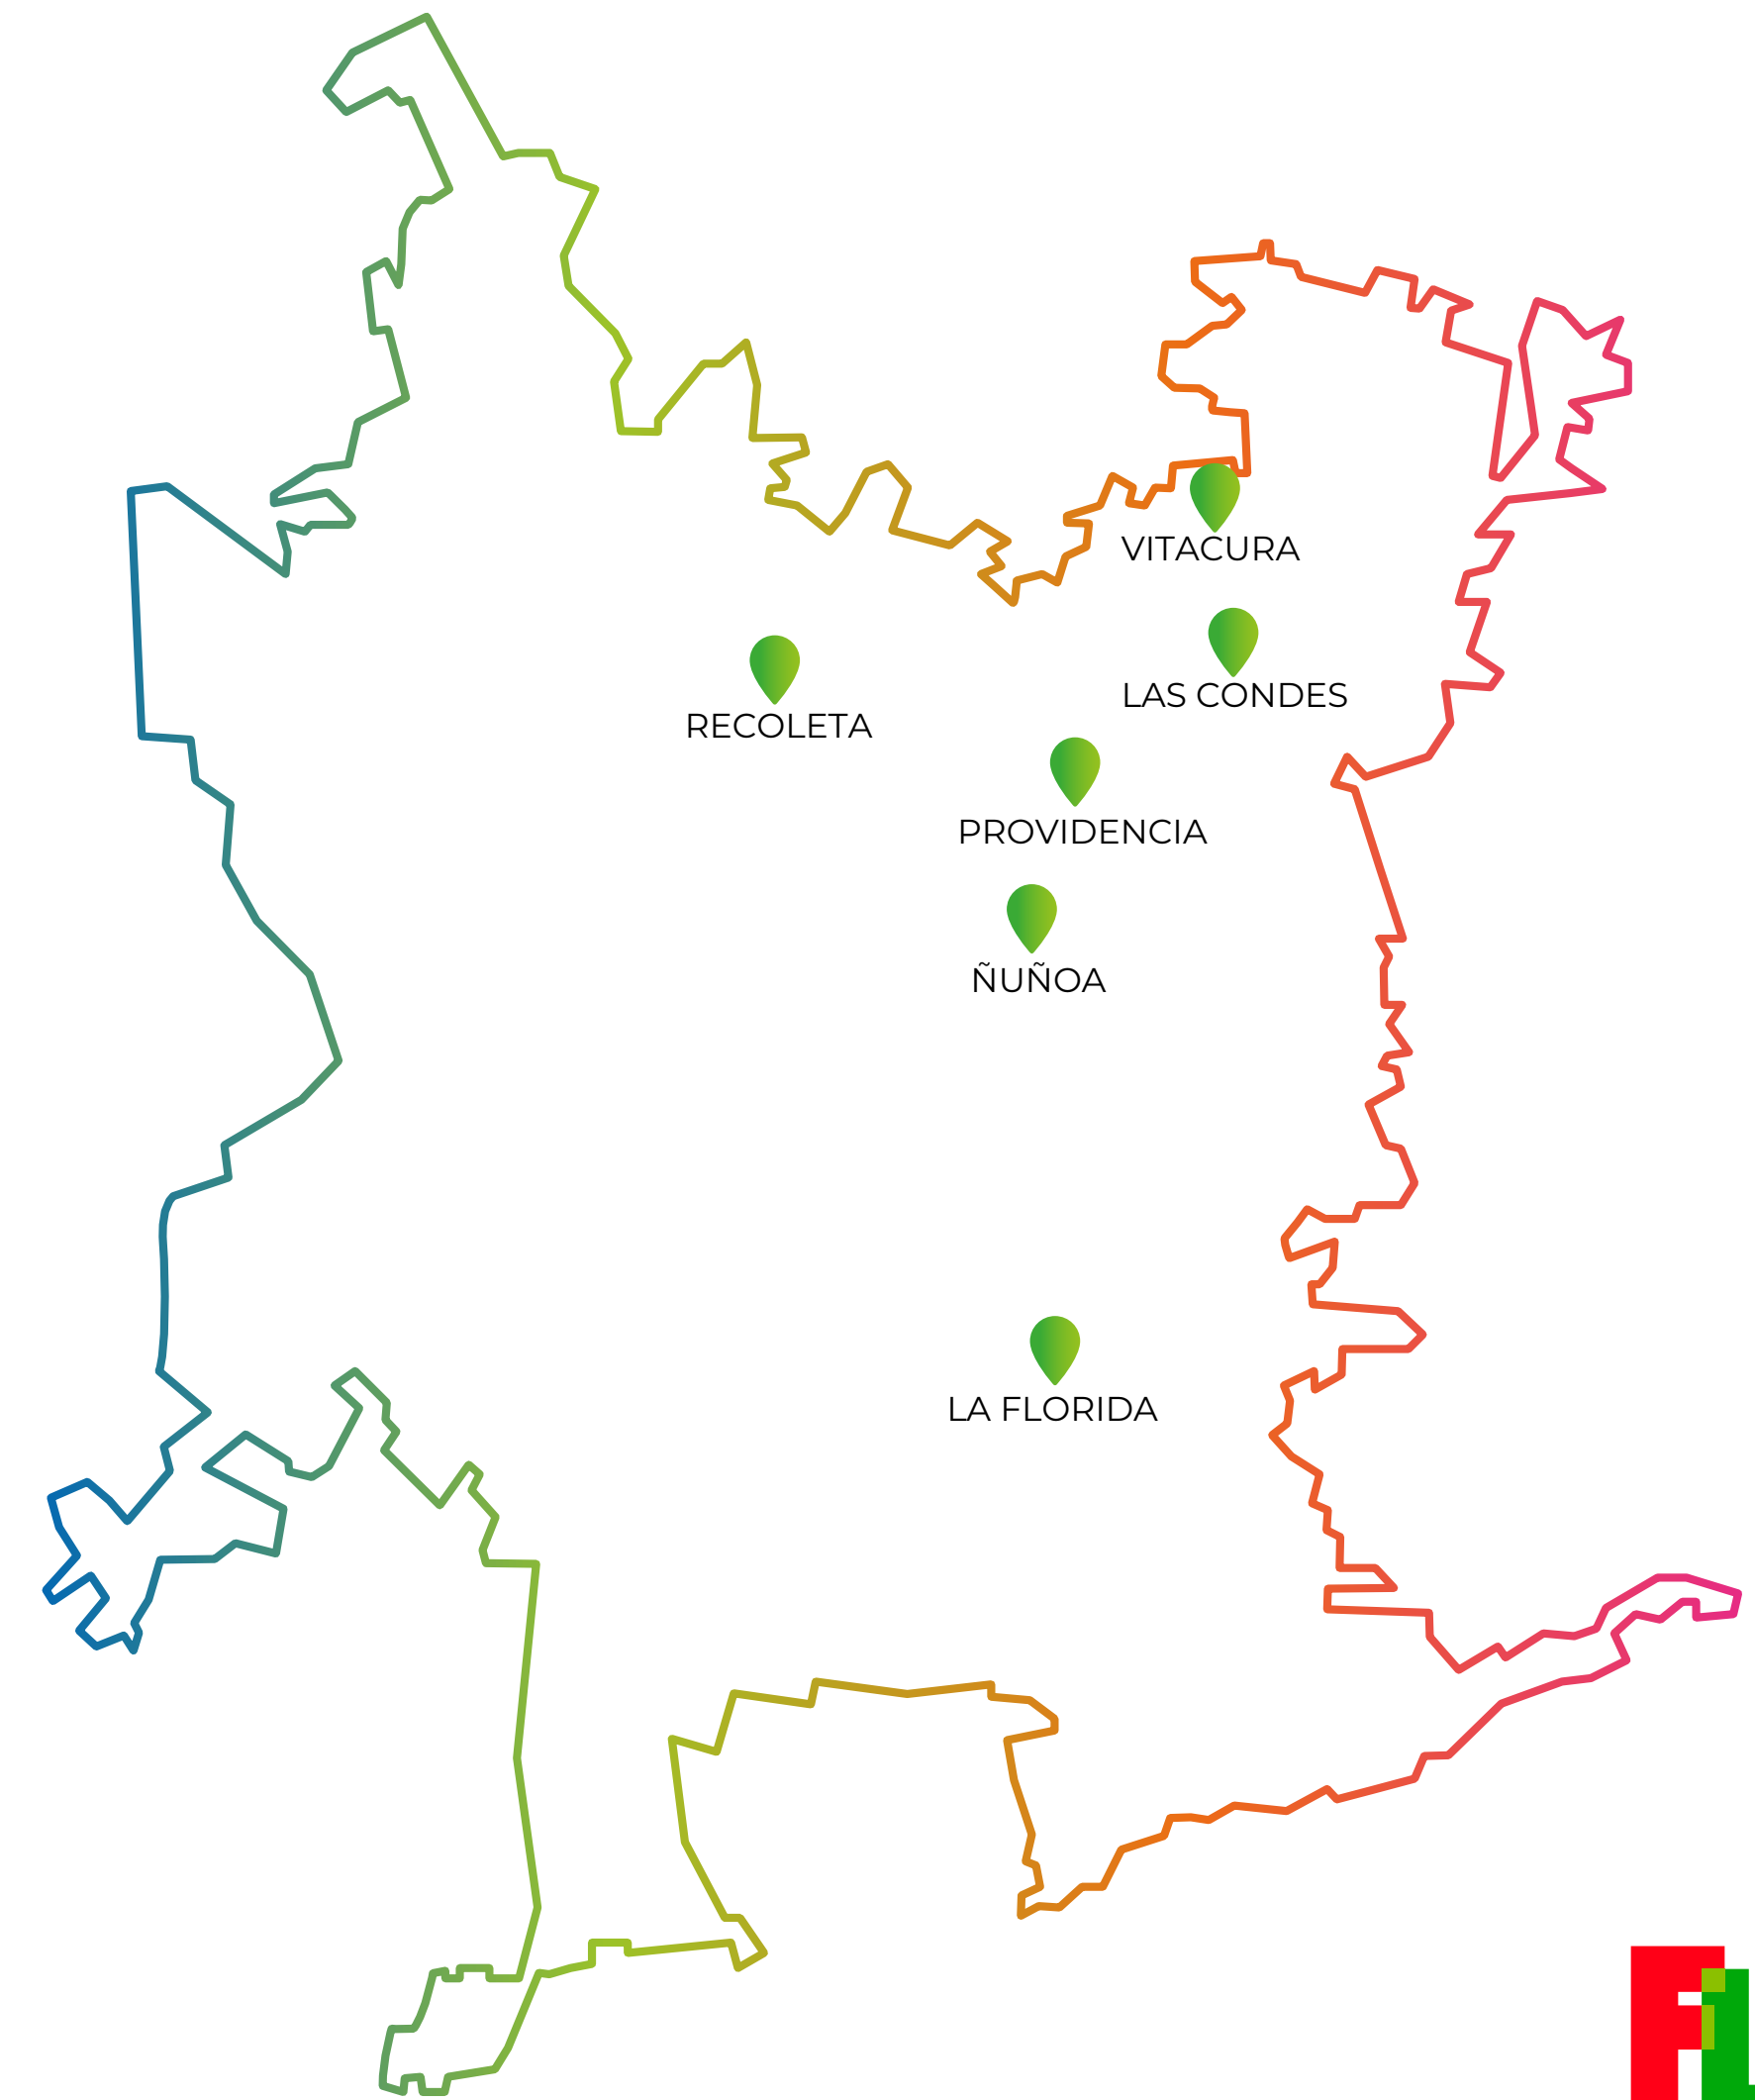 VITACURA
LAS CONDES
RECOLETA
PROVIDENCIA
ÑUÑOA
LA FLORIDA